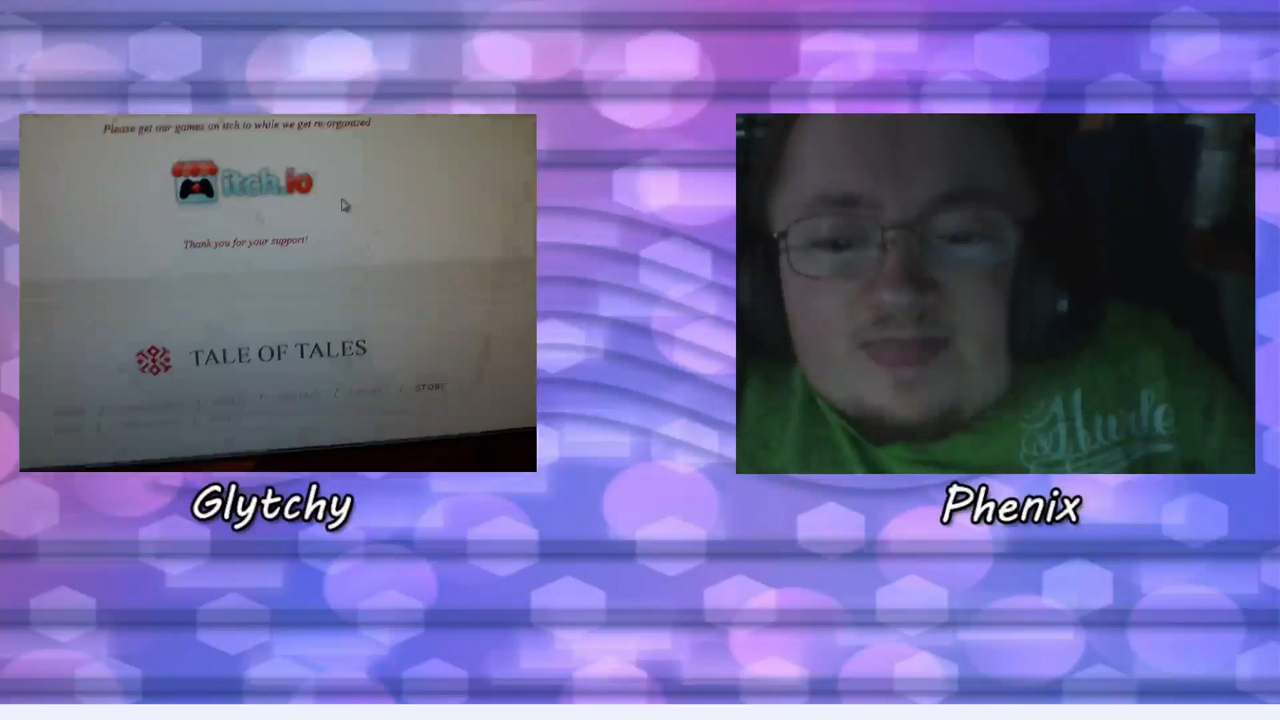 Please get our games on itch io while we get re-organized
itch.io
Thank you for your support!
TALE OF TALES
/ / / / / STORE
Hurle
Glytchy
Phenix